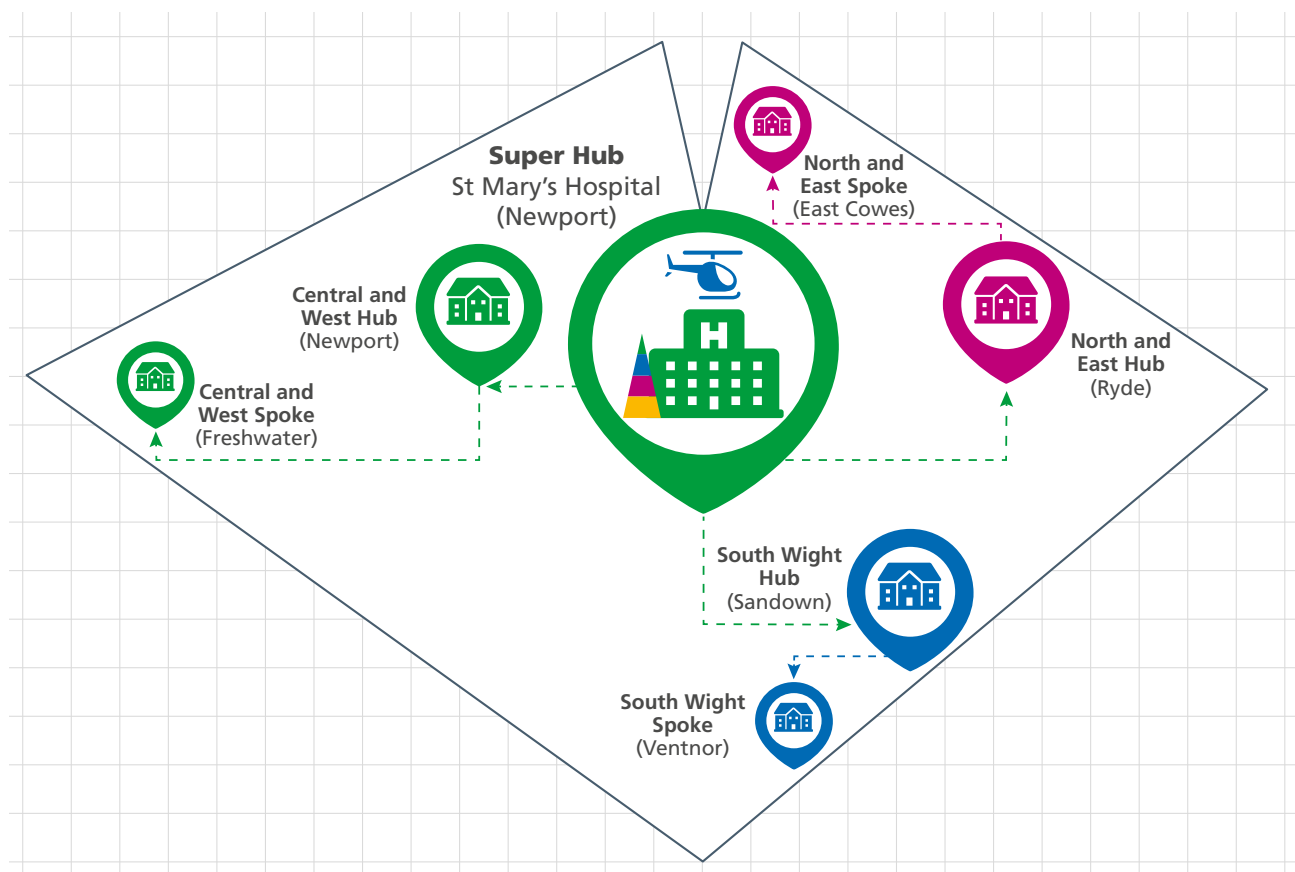 Super Hub
St Mary's Hospital
(Newport)
North and
East Spoke
(East Cowes)
Central and
West Hub
(Newport)
North and
East Hub
(Ryde)
Central and
West Spoke
(Freshwater)
H
South Wight
Hub
(Sandown)
South Wight
Spoke
(Ventnor)